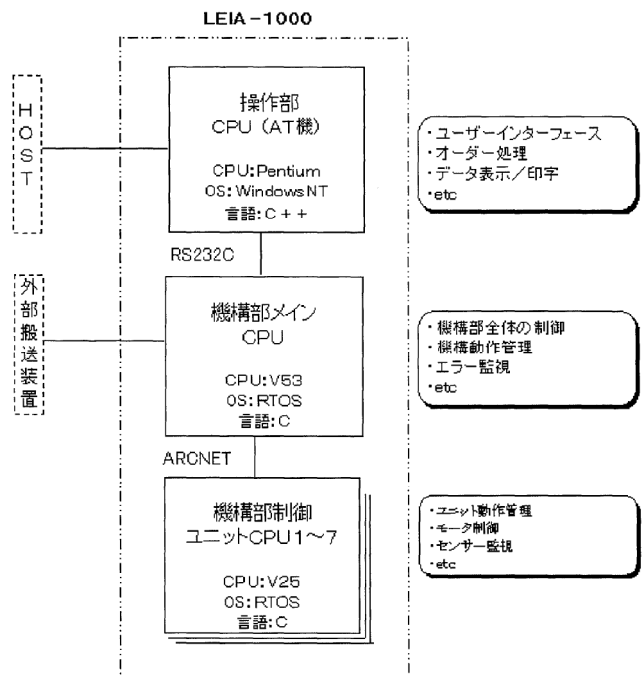 LEIA-1000
HOST
操作部
CPU（AT機）
CPU:Pentium
OS:WindowsNT
言語:C++
・ユーザーインターフェース
・オーダー処理
・データ表示／印字
・etc
RS232C
外部搬送装置
機構部メイン
CPU
CPU:V53
OS:RTOS
言語:C
・機構部全体の制御
・機構動作管理
・エラー監視
・etc
ARCNET
機構部制御
ユニットCPU1～7
CPU:V25
OS:RTOS
言語:C
・ユニット動作管理
・モータ制御
・センサー監視
・etc